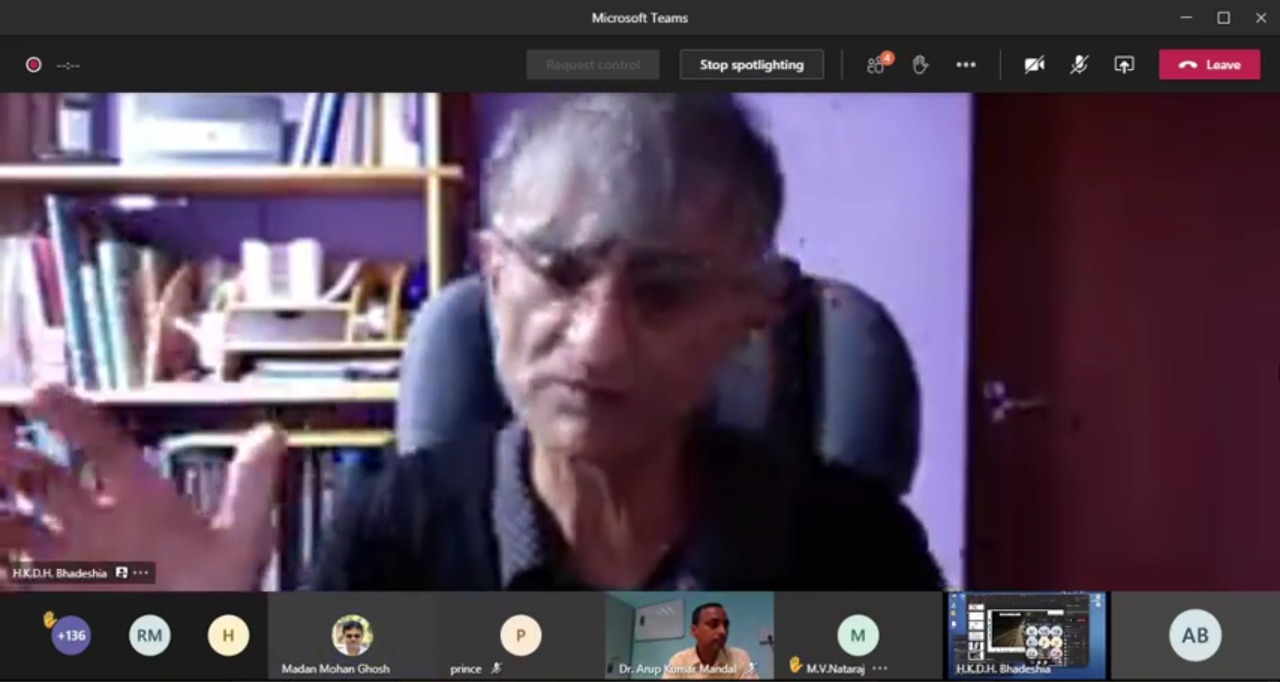 Microsoft Teams
--:--
Request control
Stop spotlighting
4
Leave
H.K.D.H. Bhadeshia
+136
RM
H
Madan Mohan Ghosh
P
prince
Dr. Arup Kumar Mandal
M
M.V.Nataraj
H.K.D.H. Bhadeshia
AB